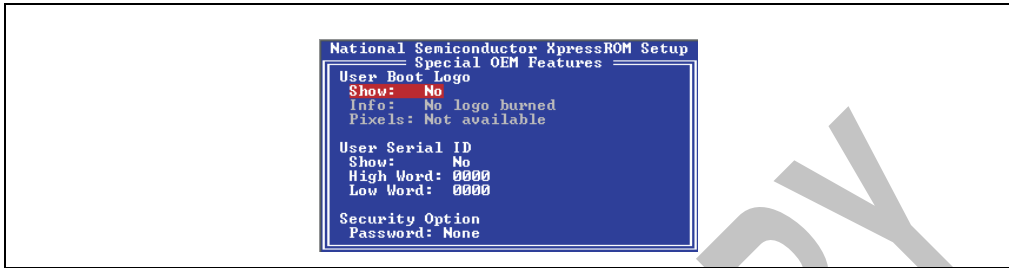 National Semiconductor XpressROM Setup
Special OEM Features
User Boot Logo
Show: No
Info: No logo burned
Pixels: Not available
User Serial ID
Show: No
High Word: 0000
Low Word: 0000
Security Option
Password: None